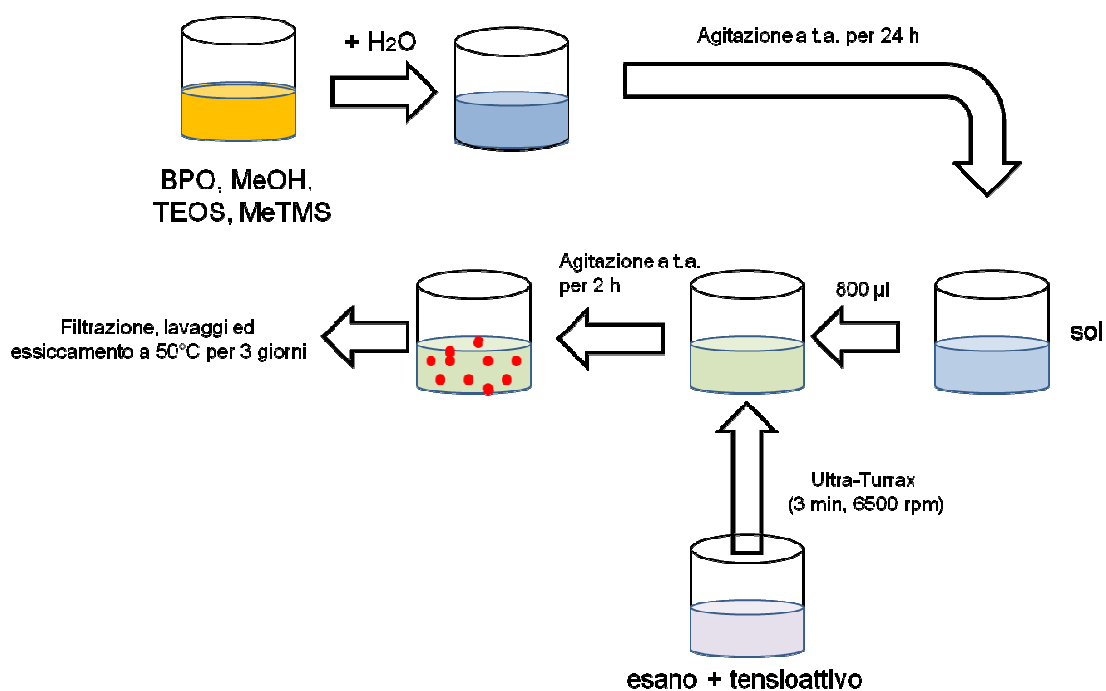 + H2O
Agitazione a t.a. per 24 h
BPO, MeOH,
TEOS, MeTMS
Agitazione a t.a.
per 2 h
800 µl
Filtrazione, lavaggi ed
essiccamento a 50°C per 3 giorni
sol
Ultra-Turrax
(3 min, 6500 rpm)
esano + tensioattivo